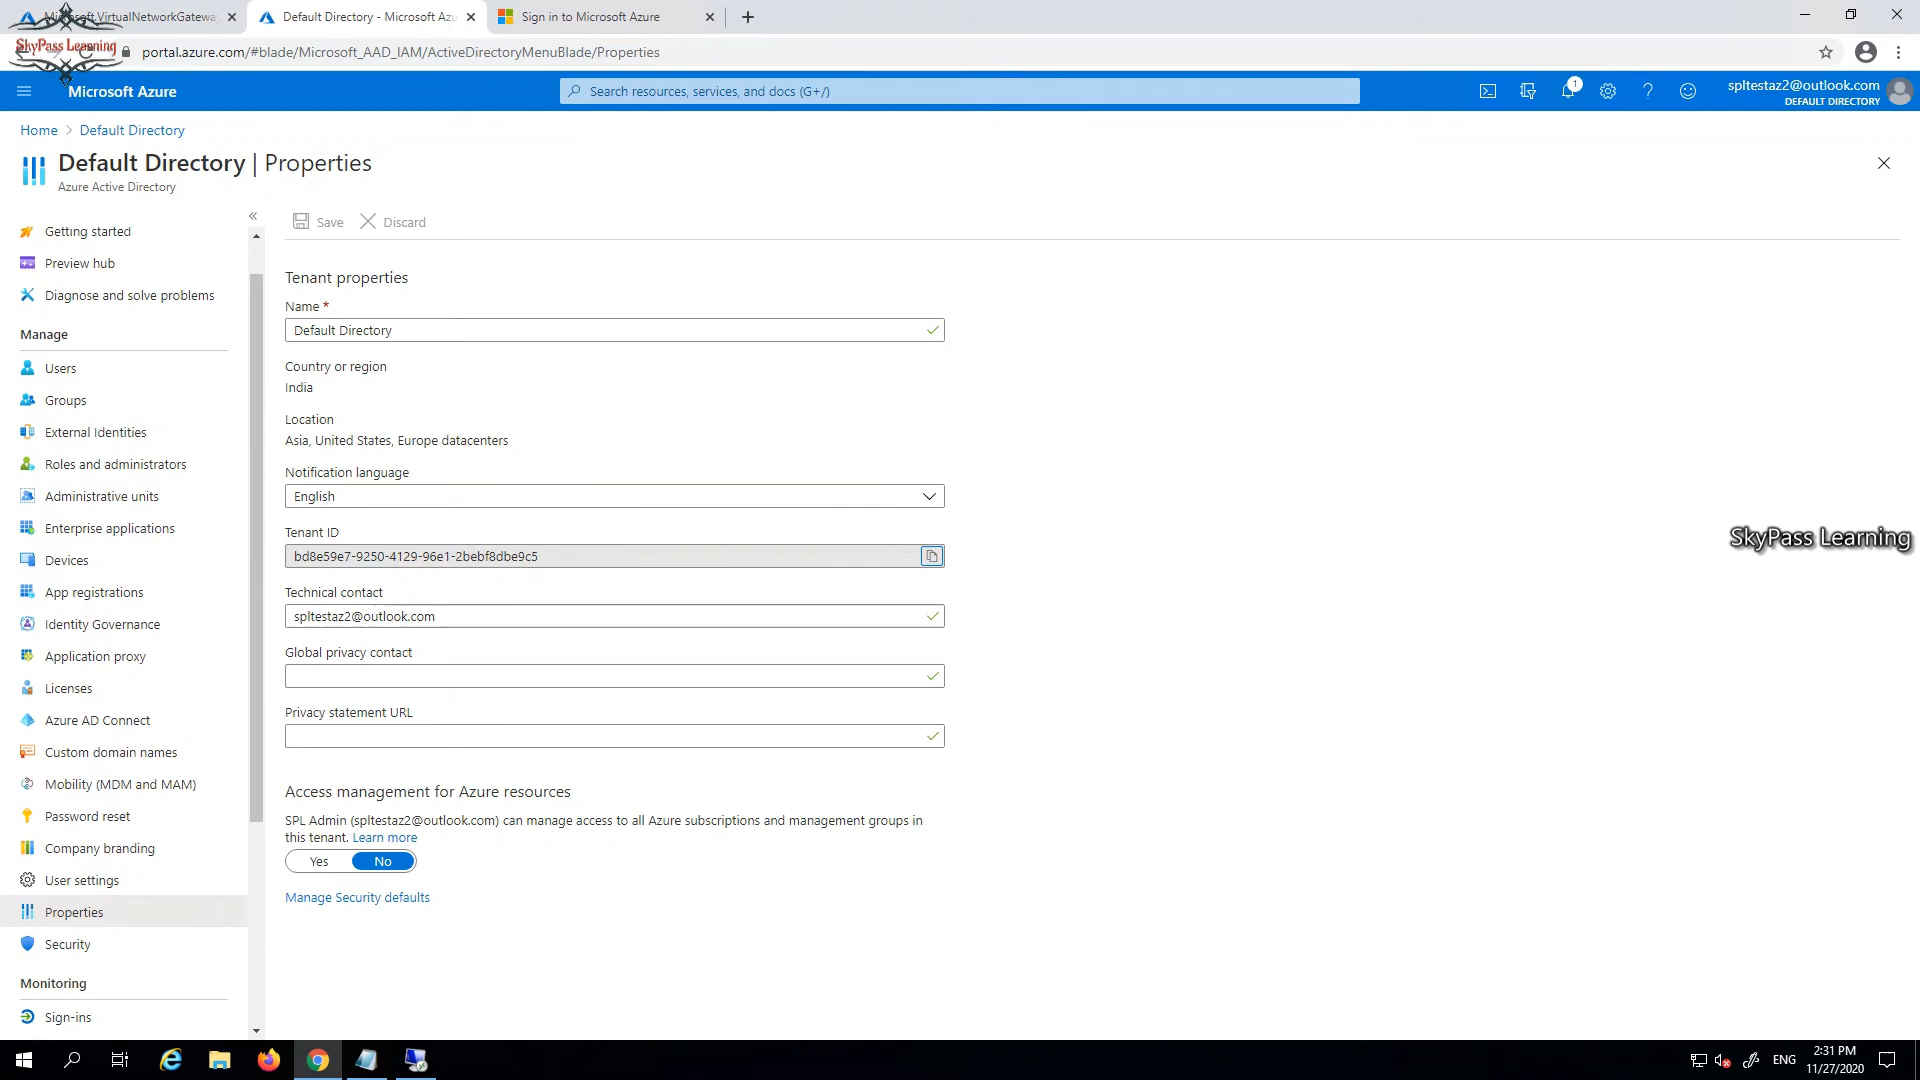 Microsoft.VirtualNetworkGatewa
Default Directory - Microsoft Azu
Sign in to Microsoft Azure
SkyPass Learning
portal.azure.com/#blade/Microsoft_AAD_IAM/ActiveDirectoryMenuBlade/Properties
Microsoft Azure
Search resources, services, and docs (G+/)
1
spltestaz2@outlook.com
DEFAULT DIRECTORY
Home > Default Directory
Default Directory | Properties
Azure Active Directory
Getting started
Preview hub
Diagnose and solve problems
Manage
Users
Groups
External Identities
Roles and administrators
Administrative units
Enterprise applications
Devices
App registrations
Identity Governance
Application proxy
Licenses
Azure AD Connect
Custom domain names
Mobility (MDM and MAM)
Password reset
Company branding
User settings
Properties
Security
Monitoring
Sign-ins
Save
Discard
Tenant properties
Name *
Default Directory
Country or region
India
Location
Asia, United States, Europe datacenters
Notification language
English
Tenant ID
bd8e59e7-9250-4129-96e1-2bebf8dbe9c5
Technical contact
spltestaz2@outlook.com
Global privacy contact
Privacy statement URL
Access management for Azure resources
SPL Admin (spltestaz2@outlook.com) can manage access to all Azure subscriptions and management groups in
this tenant. Learn more
Yes No
Manage Security defaults
SkyPass Learning
ENG
2:31 PM
11/27/2020